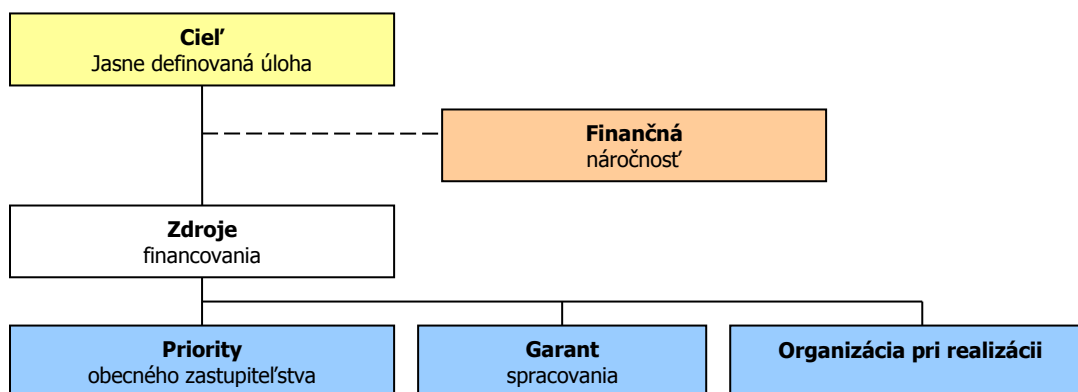 Cieľ
Jasne definovaná úloha
Finančná
náročnosť
Zdroje
financovania
Priority
obecného zastupiteľstva
Garant
spracovania
Organizácia pri realizácii